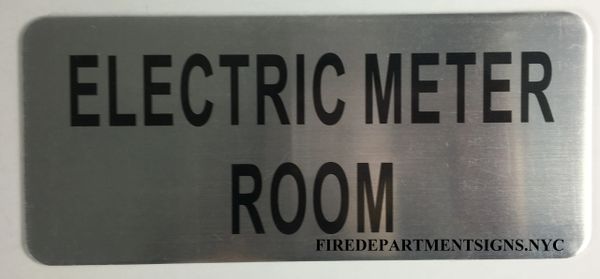 ELECTRIC METER
ROOM
FIREDEPARTMENTSIGNS.NYC